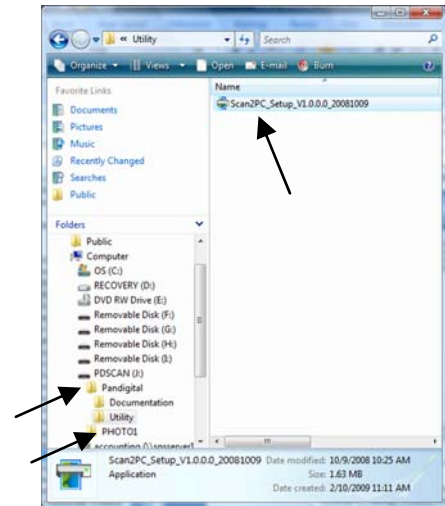 « Utility
Search
Organize Views Open E-mail Burn
Favorite Links
Documents
Pictures
Music
Recently Changed
Searches
Public
Folders
Public
Computer
OS (C:)
RECOVERY (D:)
DVD RW Drive (E:)
Removable Disk (F:)
Removable Disk (G:)
Removable Disk (H:)
Removable Disk (I:)
PDSCAN (J:)
Pandigital
Documentation
Utility
PHOTO1
Name
Scan2PC_Setup_V1.0.0.0_20081009
Scan2PC_Setup_V1.0.0.0_20081009 Date modified: 10/9/2008 10:25 AM
Application Size: 1.63 MB
Date created: 2/10/2009 11:11 AM